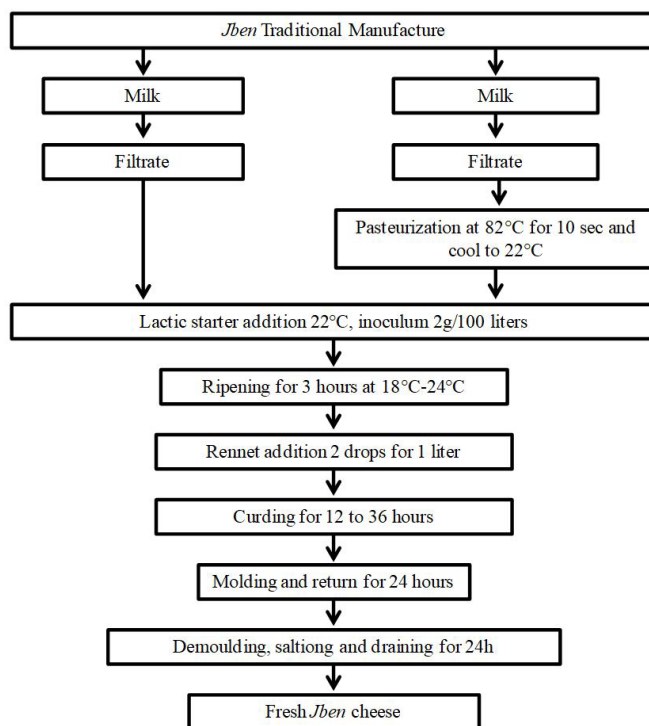 Jben Traditional Manufacture
Milk
Milk
Filtrate
Filtrate
Pasteurization at 82°C for 10 sec and
cool to 22°C
Lactic starter addition 22°C, inoculum 2g/100 liters
Ripening for 3 hours at 18°C-24°C
Rennet addition 2 drops for 1 liter
Curding for 12 to 36 hours
Molding and return for 24 hours
Demoulding, saltiong and draining for 24h
Fresh Jben cheese